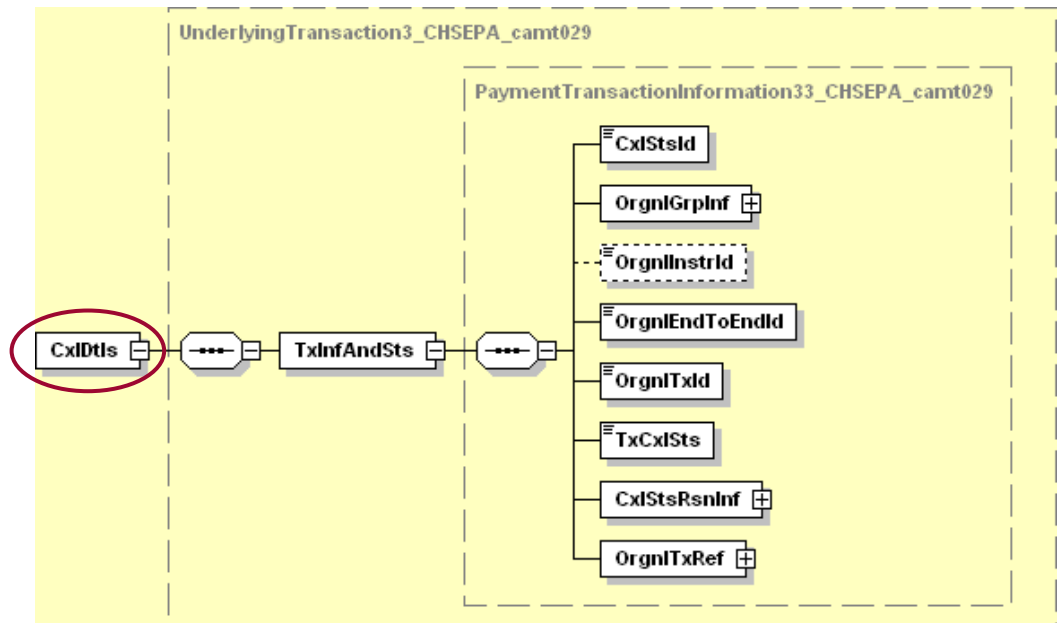 UnderlyingTransaction3_CHSEPA_camt029
PaymentTransactionInformation33_CHSEPA_camt029
CxlStsId
OrgnlGrpInf
OrgnlInstrId
OrgnlEndToEndId
CxlDtls
TxInfAndSts
OrgnlTxId
TxCxlSts
CxlStsRsnInf
OrgnlTxRef